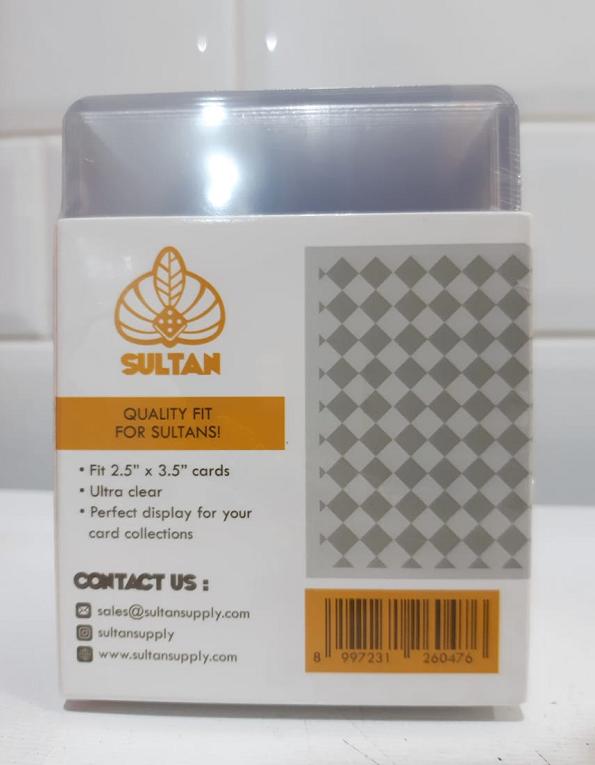 SULTAN
QUALITY FIT
FOR SULTANS!
• Fit 2.5” x 3.5” cards
• Ultra clear
• Perfect display for your
card collections
CONTACT US :
sales@sultansupply.com
sultansupply
www.sultansupply.com
8 997231 260476